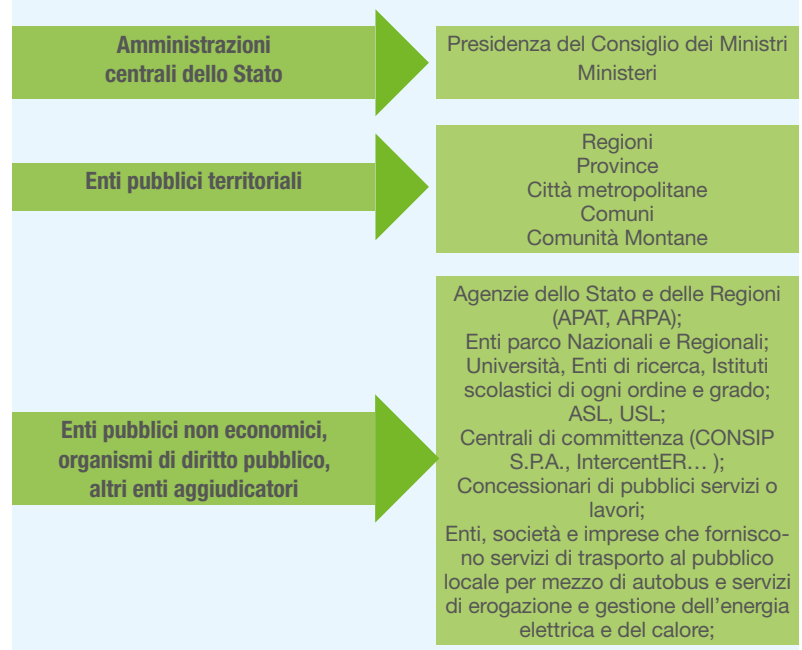 Amministrazioni
centrali dello Stato
Presidenza del Consiglio dei Ministri
Ministeri
Enti pubblici territoriali
Regioni
Province
Città metropolitane
Comuni
Comunità Montane
Enti pubblici non economici,
organismi di diritto pubblico,
altri enti aggiudicatori
Agenzie dello Stato e delle Regioni
(APAT, ARPA);
Enti parco Nazionali e Regionali;
Università, Enti di ricerca, Istituti
scolastici di ogni ordine e grado;
ASL, USL;
Centrali di committenza (CONSIP
S.P.A., IntercentER… );
Concessionari di pubblici servizi o
lavori;
Enti, società e imprese che fornisco-
no servizi di trasporto al pubblico
locale per mezzo di autobus e servizi
di erogazione e gestione dell'energia
elettrica e del calore;